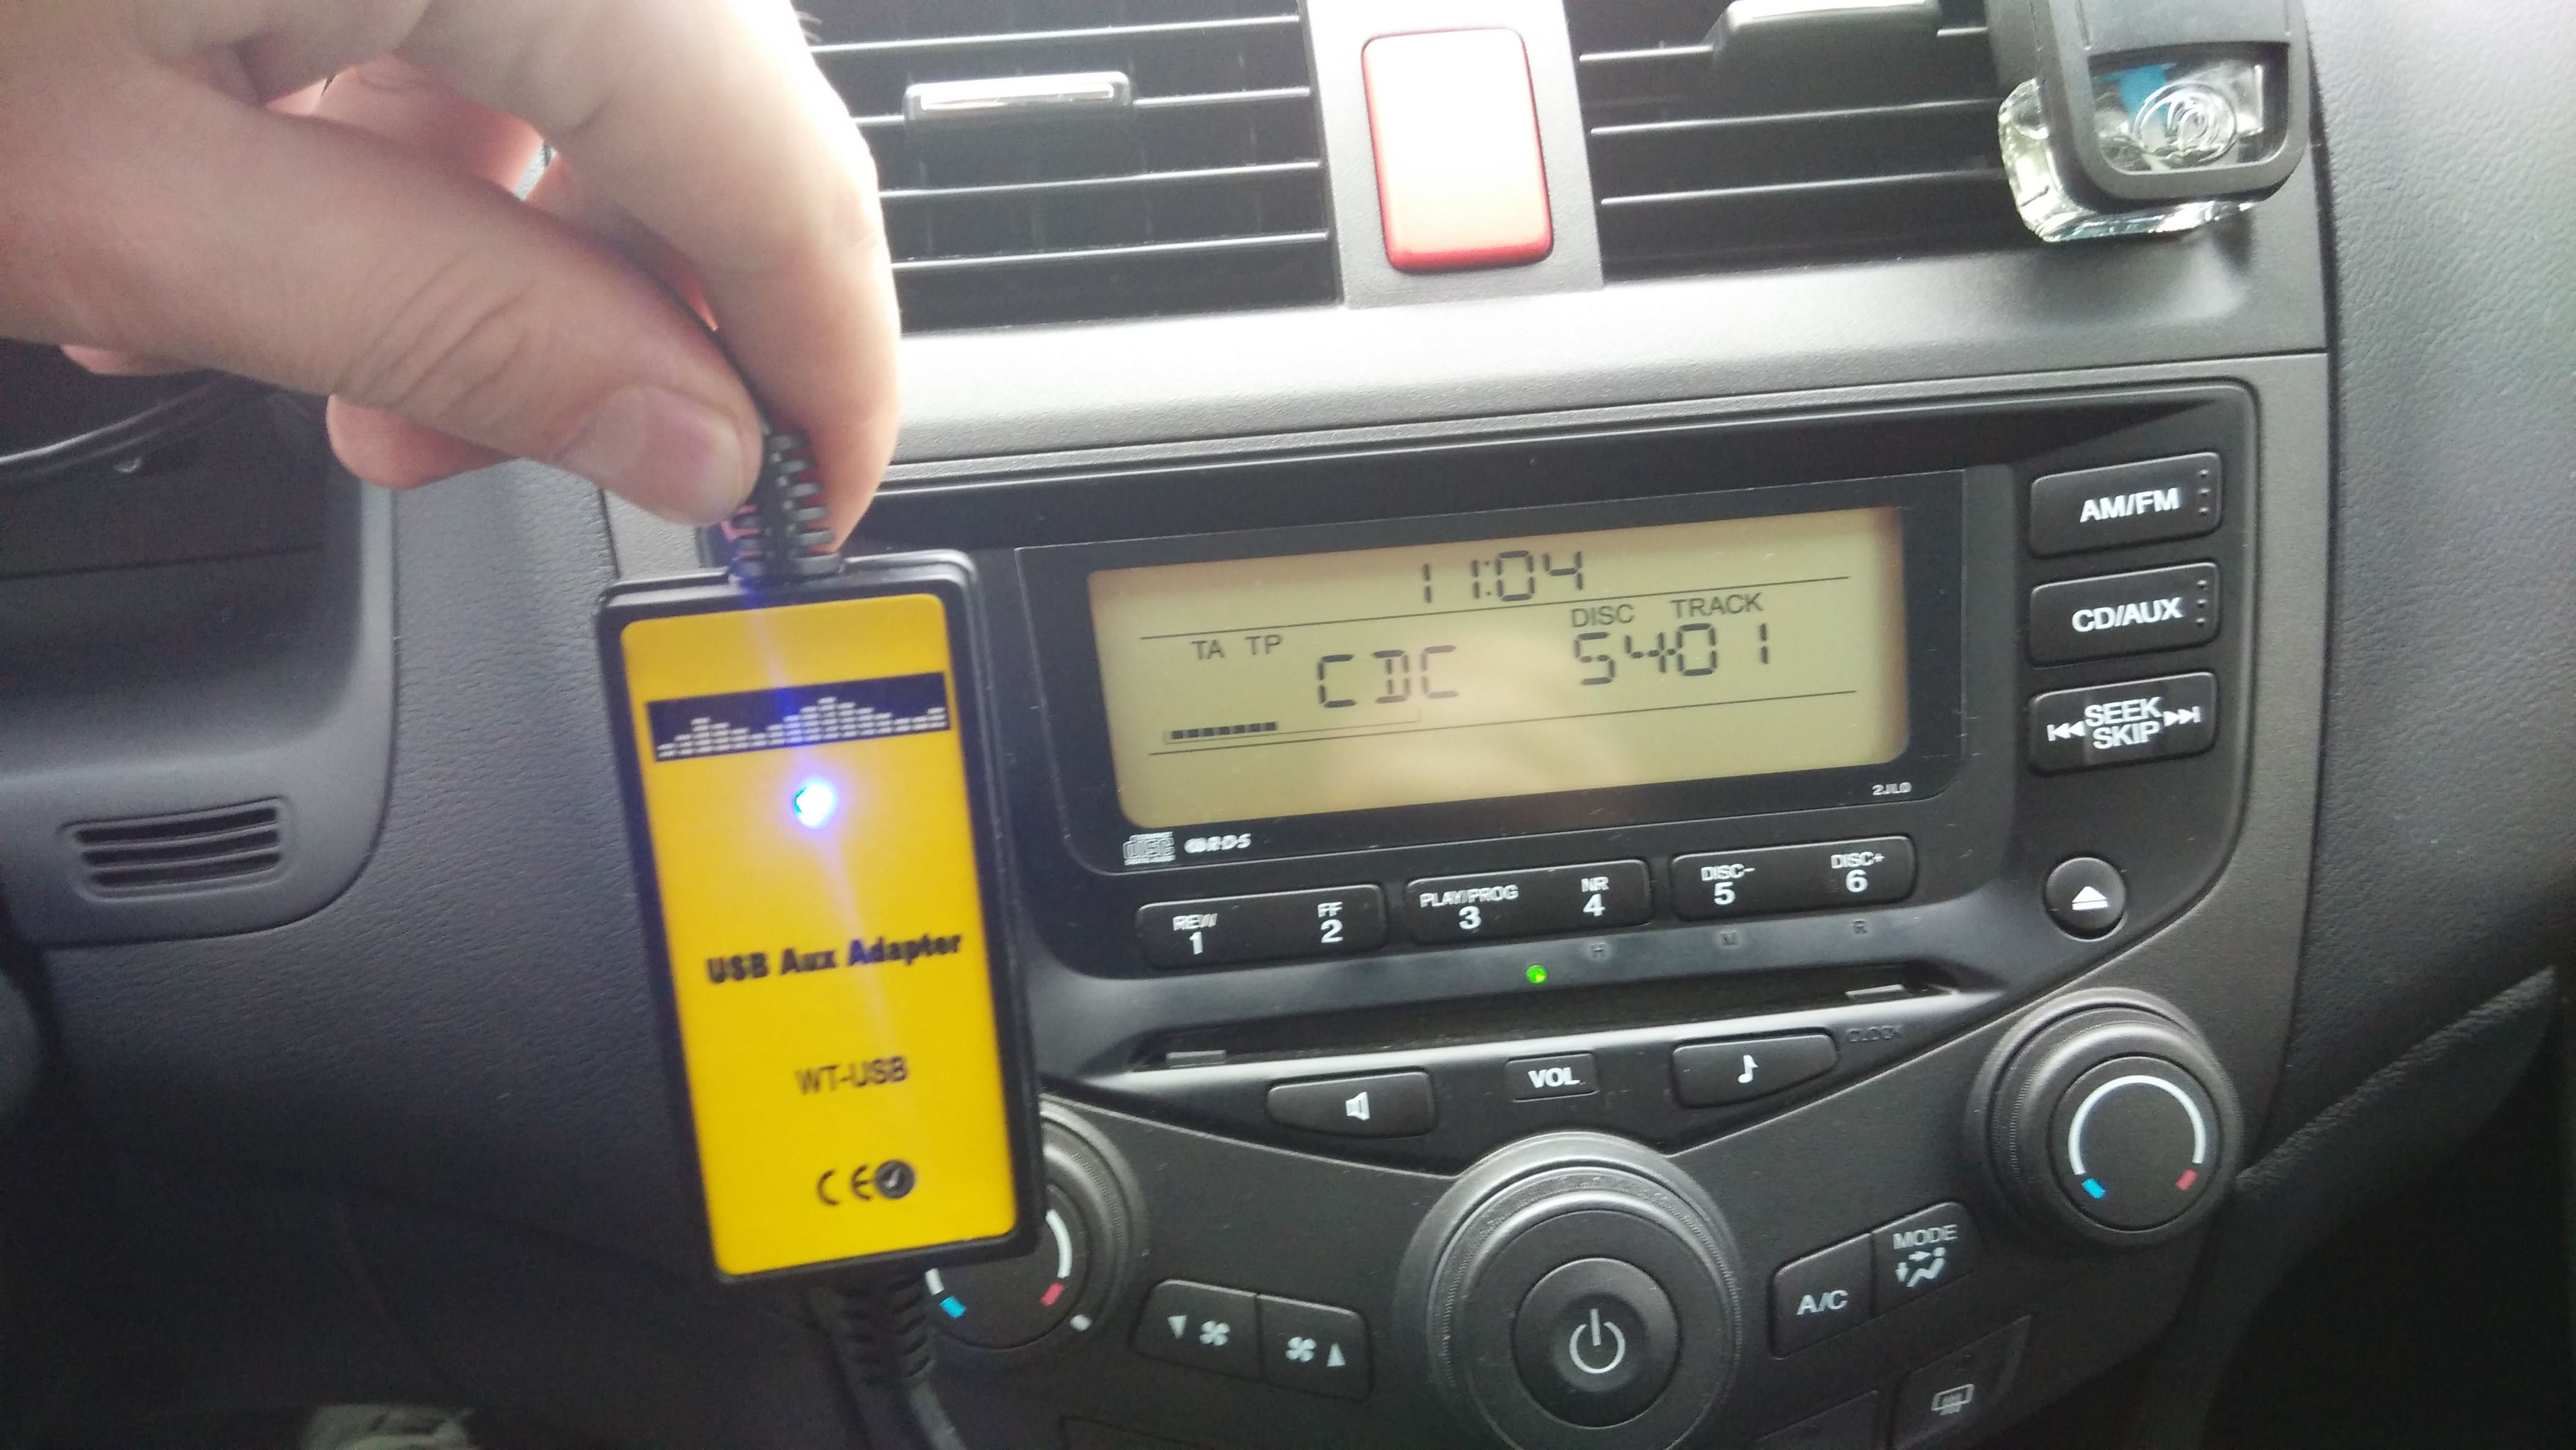 USB Aux Adapter
WT-USB
CE
11:04
DISC TRACK
TA TP
CDC 5401
2JL0
RDS
AM/FM
CD/AUX
SEEK
SKIP
REW
1
FF
2
PLAY/PROG
3
NR
4
DISC-
5
DISC+
6
H
M
R
CLOCK
VOL
A/C
MODE